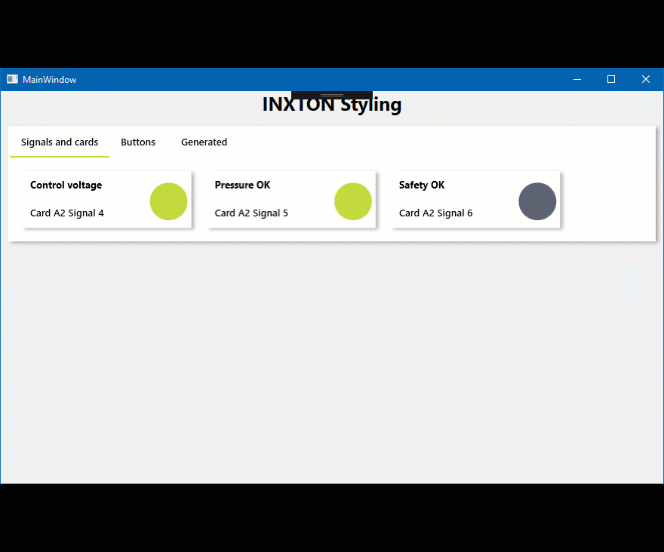 MainWindow
INXTON Styling
Signals and cards Buttons Generated
Control voltage Pressure OK Safety OK
Card A2 Signal 4 Card A2 Signal 5 Card A2 Signal 6